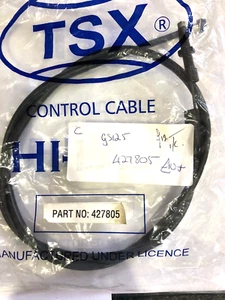 TSX
CONTROL CABLE
C
GS125
427805
PART NO: 427805
MANUFACTURED UNDER LICENCE